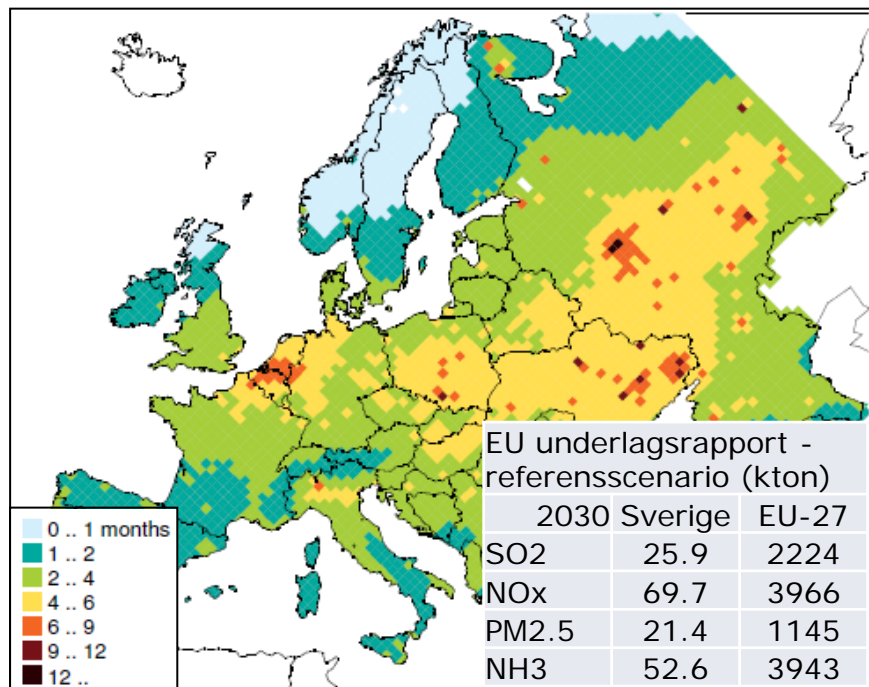 EU underlagsrapport -
referensscenario (kton)
2030 Sverige EU-27
SO2 25.9 2224
NOx 69.7 3966
PM2.5 21.4 1145
NH3 52.6 3943
0 .. 1 months
1 .. 2
2 .. 4
4 .. 6
6 .. 9
9 .. 12
12 ..